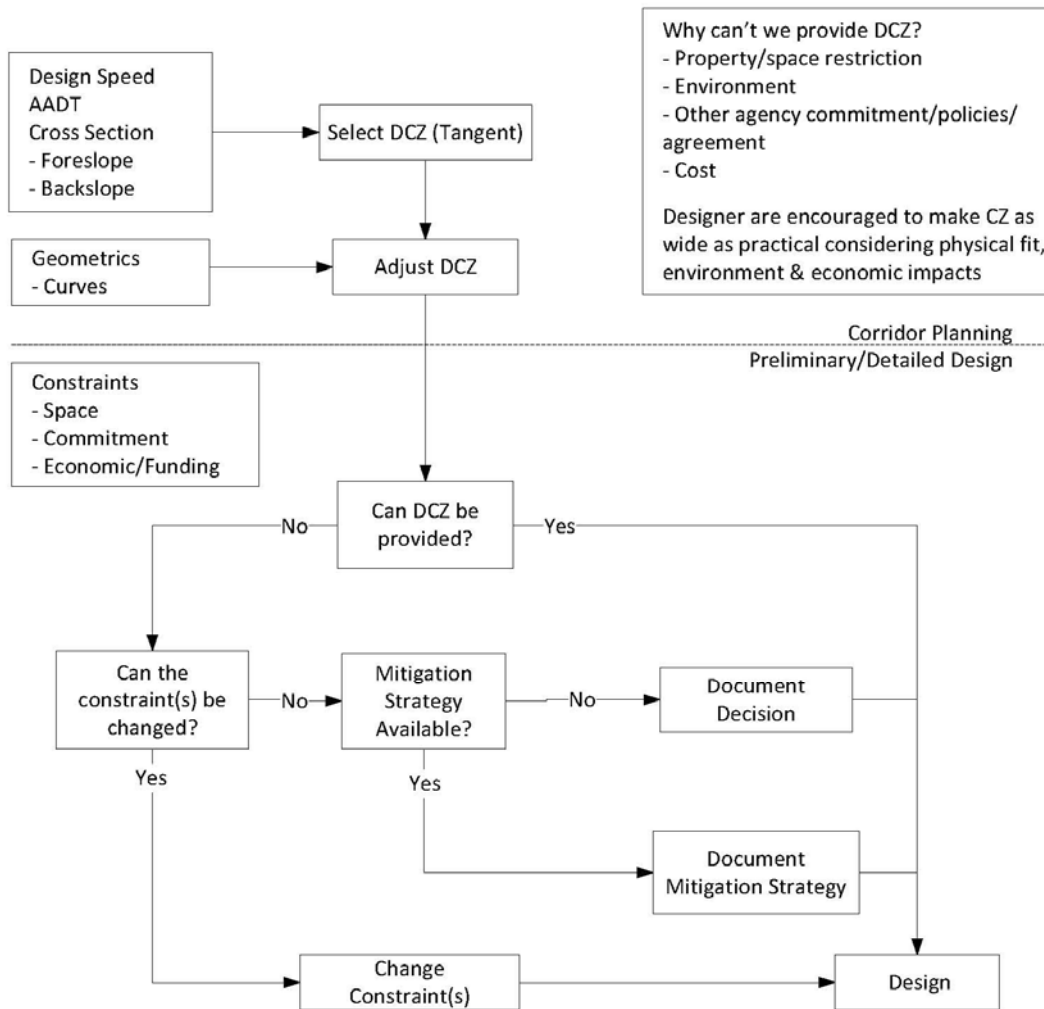 Design Speed
AADT
Cross Section
- Foreslope
- Backslope
Select DCZ (Tangent)
Why can’t we provide DCZ?
- Property/space restriction
- Environment
- Other agency commitment/policies/
agreement
- Cost
Designer are encouraged to make CZ as
wide as practical considering physical fit,
environment & economic impacts
Geometrics
- Curves
Adjust DCZ
Corridor Planning
Preliminary/Detailed Design
Constraints
- Space
- Commitment
- Economic/Funding
Can DCZ be
provided?
No
Yes
Can the
constraint(s) be
changed?
No
Mitigation
Strategy
Available?
No
Document
Decision
Yes
Yes
Document
Mitigation Strategy
Change
Constraint(s)
Design